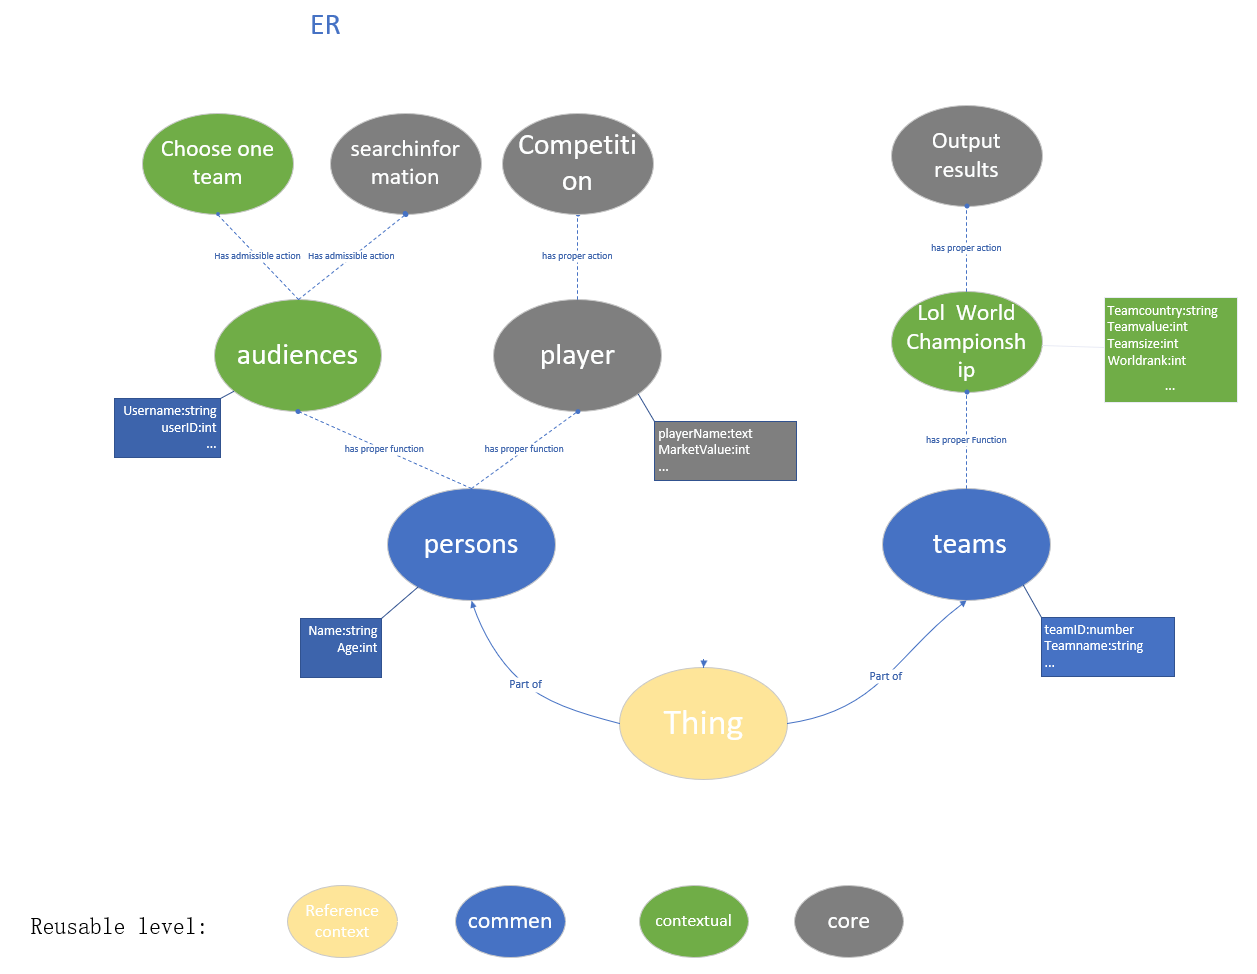 ER
Choose one
team
searchinfor
mation
Competiti
on
Output
results
Has admissible action
Has admissible action
has proper action
has proper action
audiences
player
Lol World
Championsh
ip
Teamcountry:string
Teamvalue:int
Teamsize:int
Worldrank:int
...
Username:string
userID:int
...
has proper function
has proper function
playerName:text
MarketValue:int
...
has proper Function
persons
teams
Name:string
Age:int
teamID:number
Teamname:string
...
Part of
Part of
Thing
Reusable level:
Reference
context
commen
contextual
core